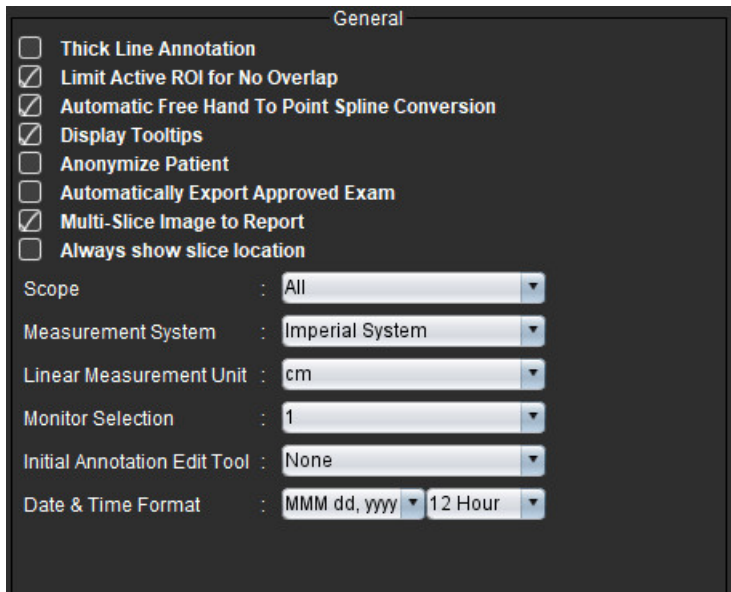 General
Thick Line Annotation
Limit Active ROI for No Overlap
Automatic Free Hand To Point Spline Conversion
Display Tooltips
Anonymize Patient
Automatically Export Approved Exam
Multi-Slice Image to Report
Always show slice location
Scope : All
Measurement System : Imperial System
Linear Measurement Unit : cm
Monitor Selection : 1
Initial Annotation Edit Tool : None
Date & Time Format : MMM dd, yyyy 12 Hour